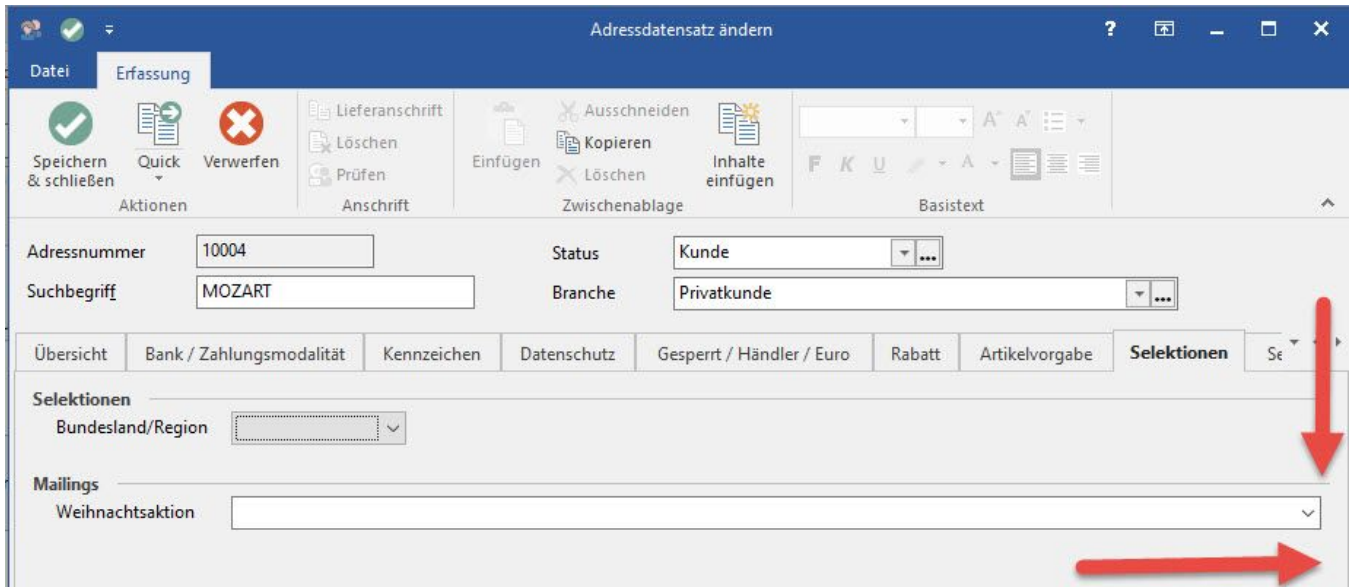 Adressdatensatz ändern ?
Datei Erfassung
Speichern & schließen
Quick
Verwerfen
Aktionen
Lieferanschrift
Löschen
Prüfen
Anschrift
Einfügen
Ausschneiden
Kopieren
Löschen
Inhalte einfügen
Zwischenablage
A A
F K U A
Basistext
Adressnummer 10004 Status Kunde ...
Suchbegriff MOZART Branche Privatkunde ...
Übersicht Bank / Zahlungsmodalität Kennzeichen Datenschutz Gesperrt / Händler / Euro Rabatt Artikelvorgabe Selektionen
Selektionen
Bundesland/Region
Mailings
Weihnachtsaktion